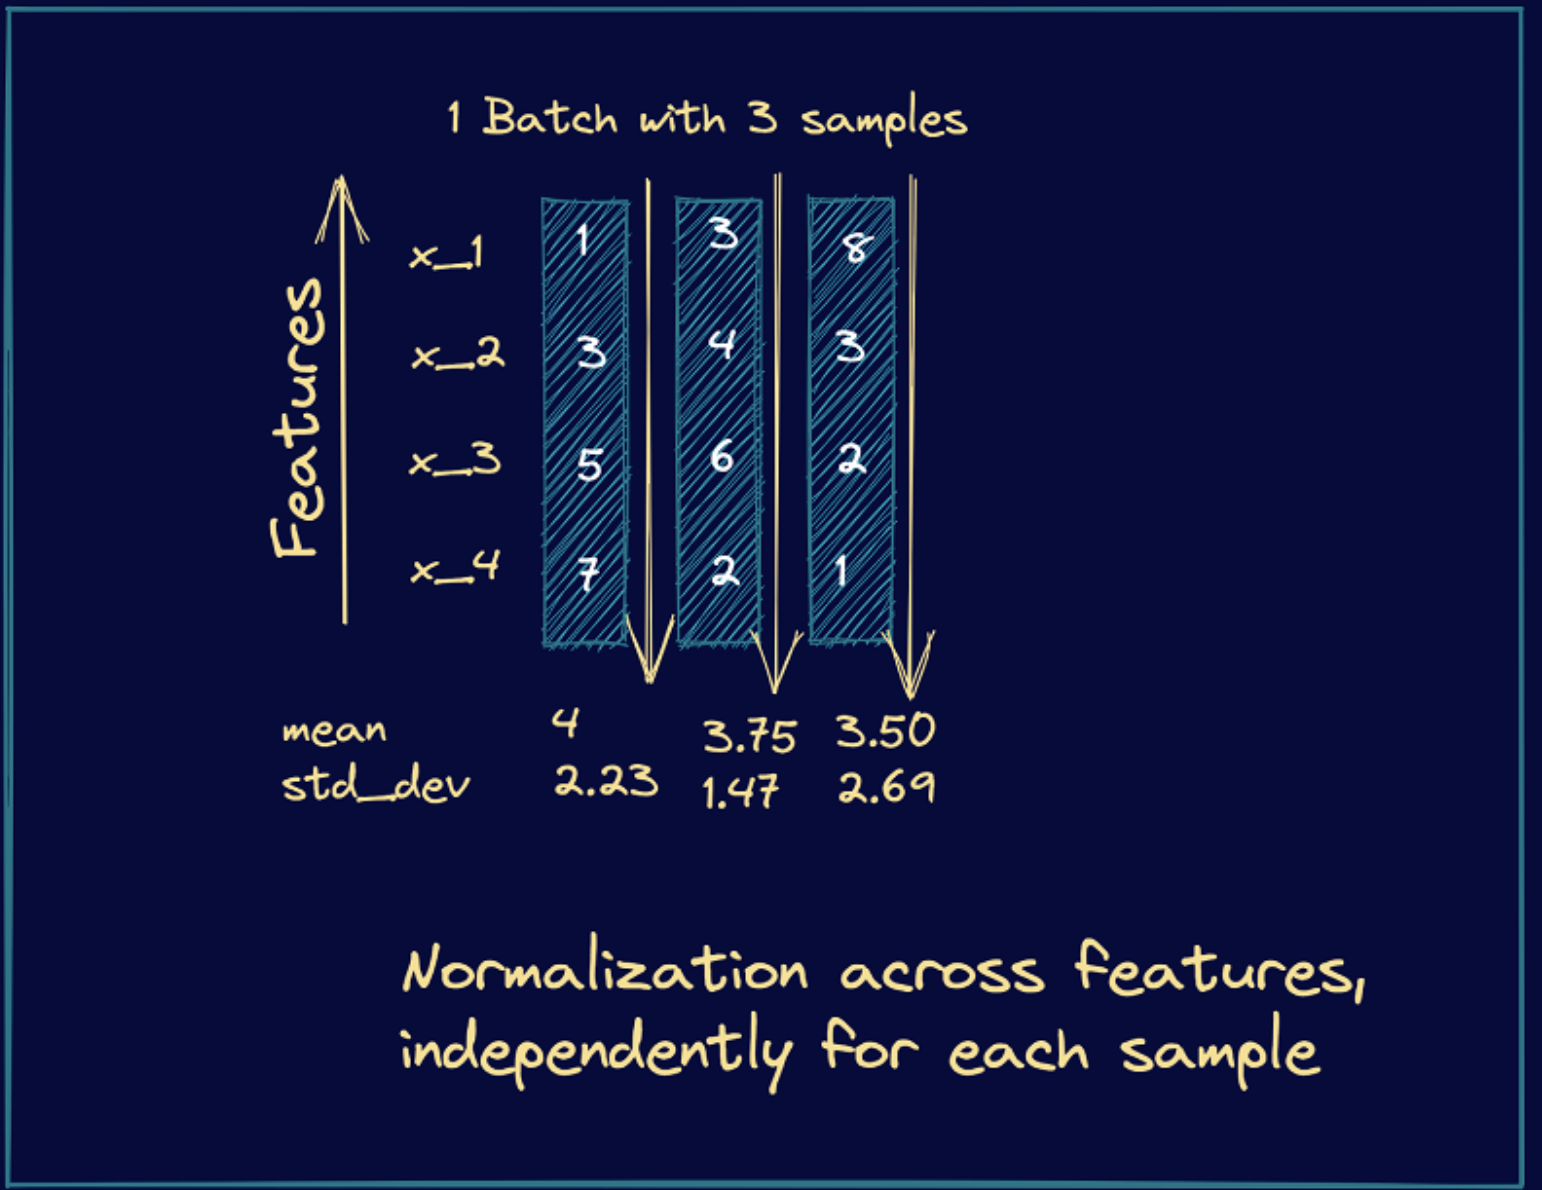 1 Batch with 3 samples
Features
x_1 1 3 8
x_2 3 4 3
x_3 5 6 2
x_4 7 2 1
mean 4 3.75 3.50
std_dev 2.23 1.47 2.69
Normalization across features,
independently for each sample